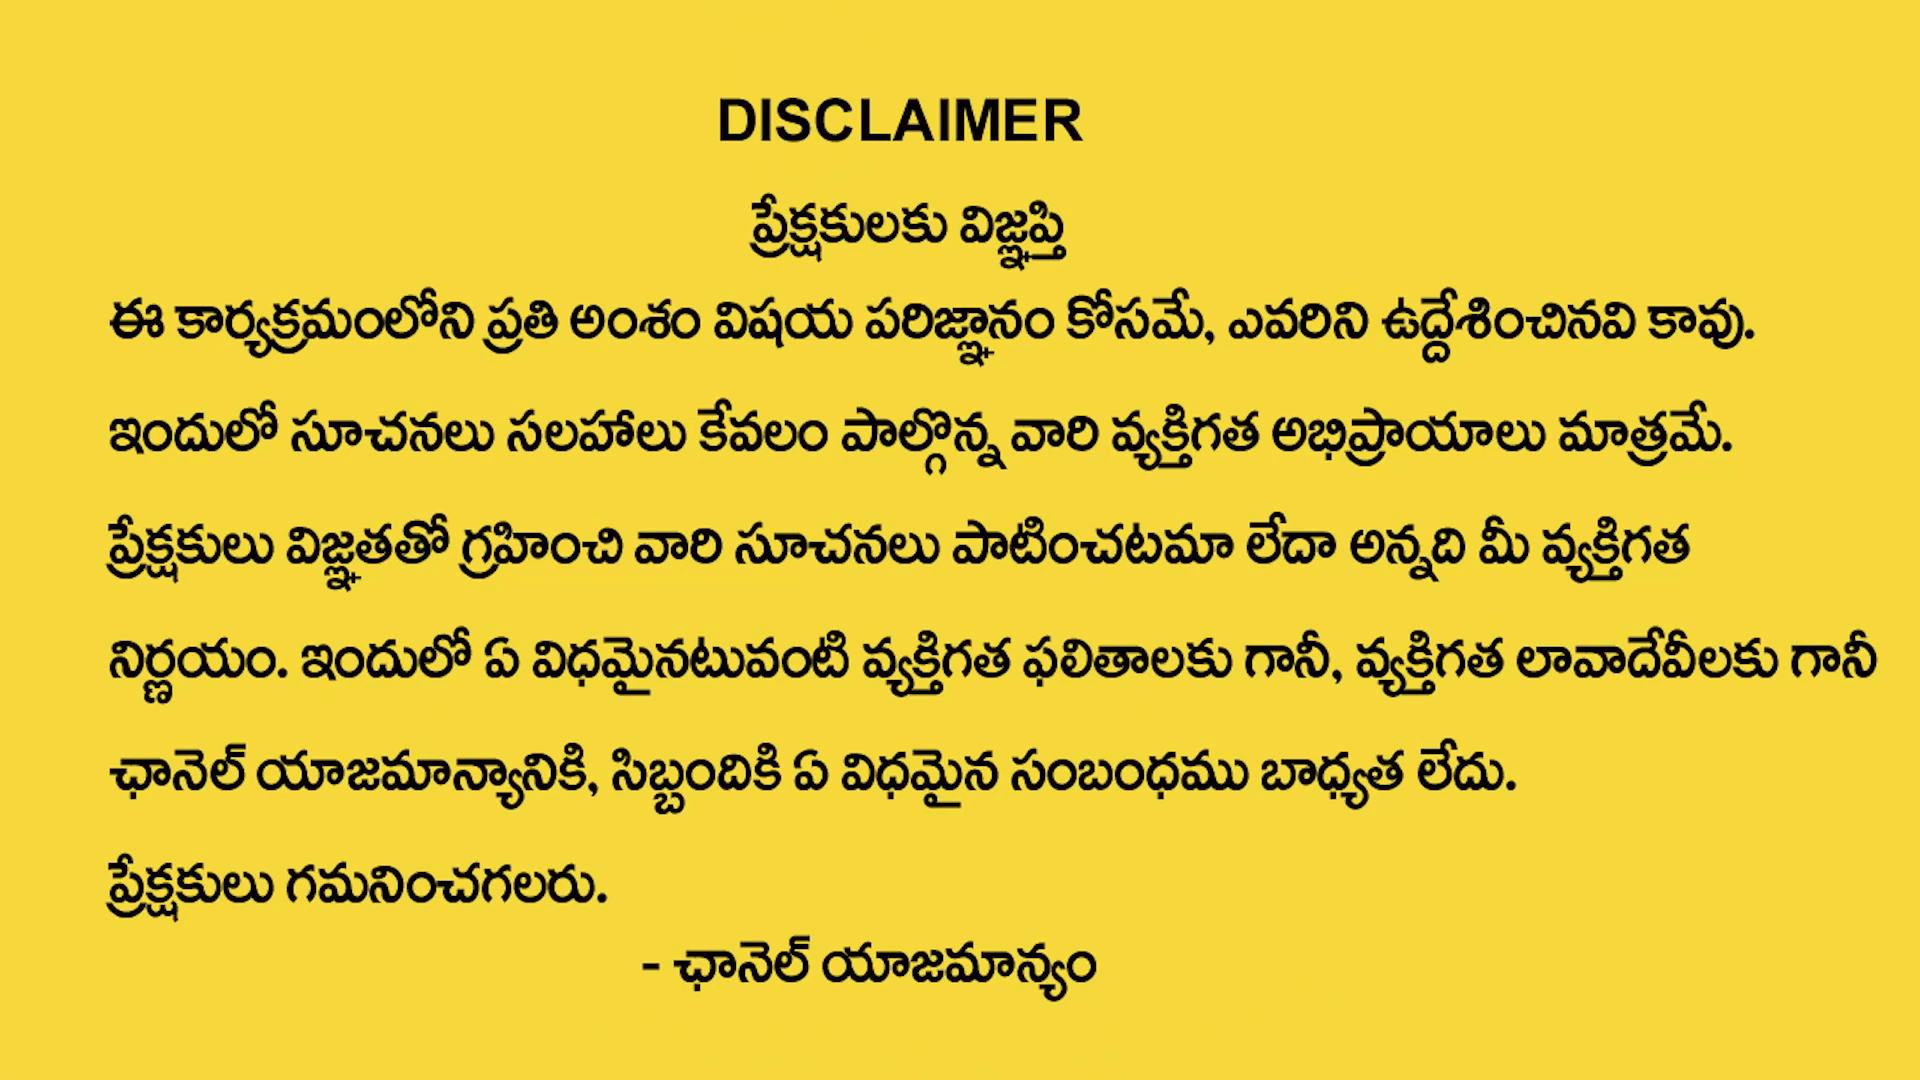 DISCLAIMER
ప్రేక్షకులకు విజ్ఞప్తి
ఈ కార్యక్రమంలోని ప్రతి అంశం విషయ పరిజ్ఞానం కోసమే, ఎవరిని ఉద్దేశించినవి కావు.
ఇందులో సూచనలు సలహాలు కేవలం పాల్గొన్న వారి వ్యక్తిగత అభిప్రాయాలు మాత్రమే.
ప్రేక్షకులు విజ్ఞతతో గ్రహించి వారి సూచనలు పాటించటమా లేదా అన్నది మీ వ్యక్తిగత
నిర్ణయం. ఇందులో ఏ విధమైనటువంటి వ్యక్తిగత ఫలితాలకు గానీ, వ్యక్తిగత లావాదేవీలకు గానీ
ఛానెల్ యాజమాన్యానికి, సిబ్బందికి ఏ విధమైన సంబంధము బాధ్యత లేదు.
ప్రేక్షకులు గమనించగలరు.
- ఛానెల్ యాజమాన్యం